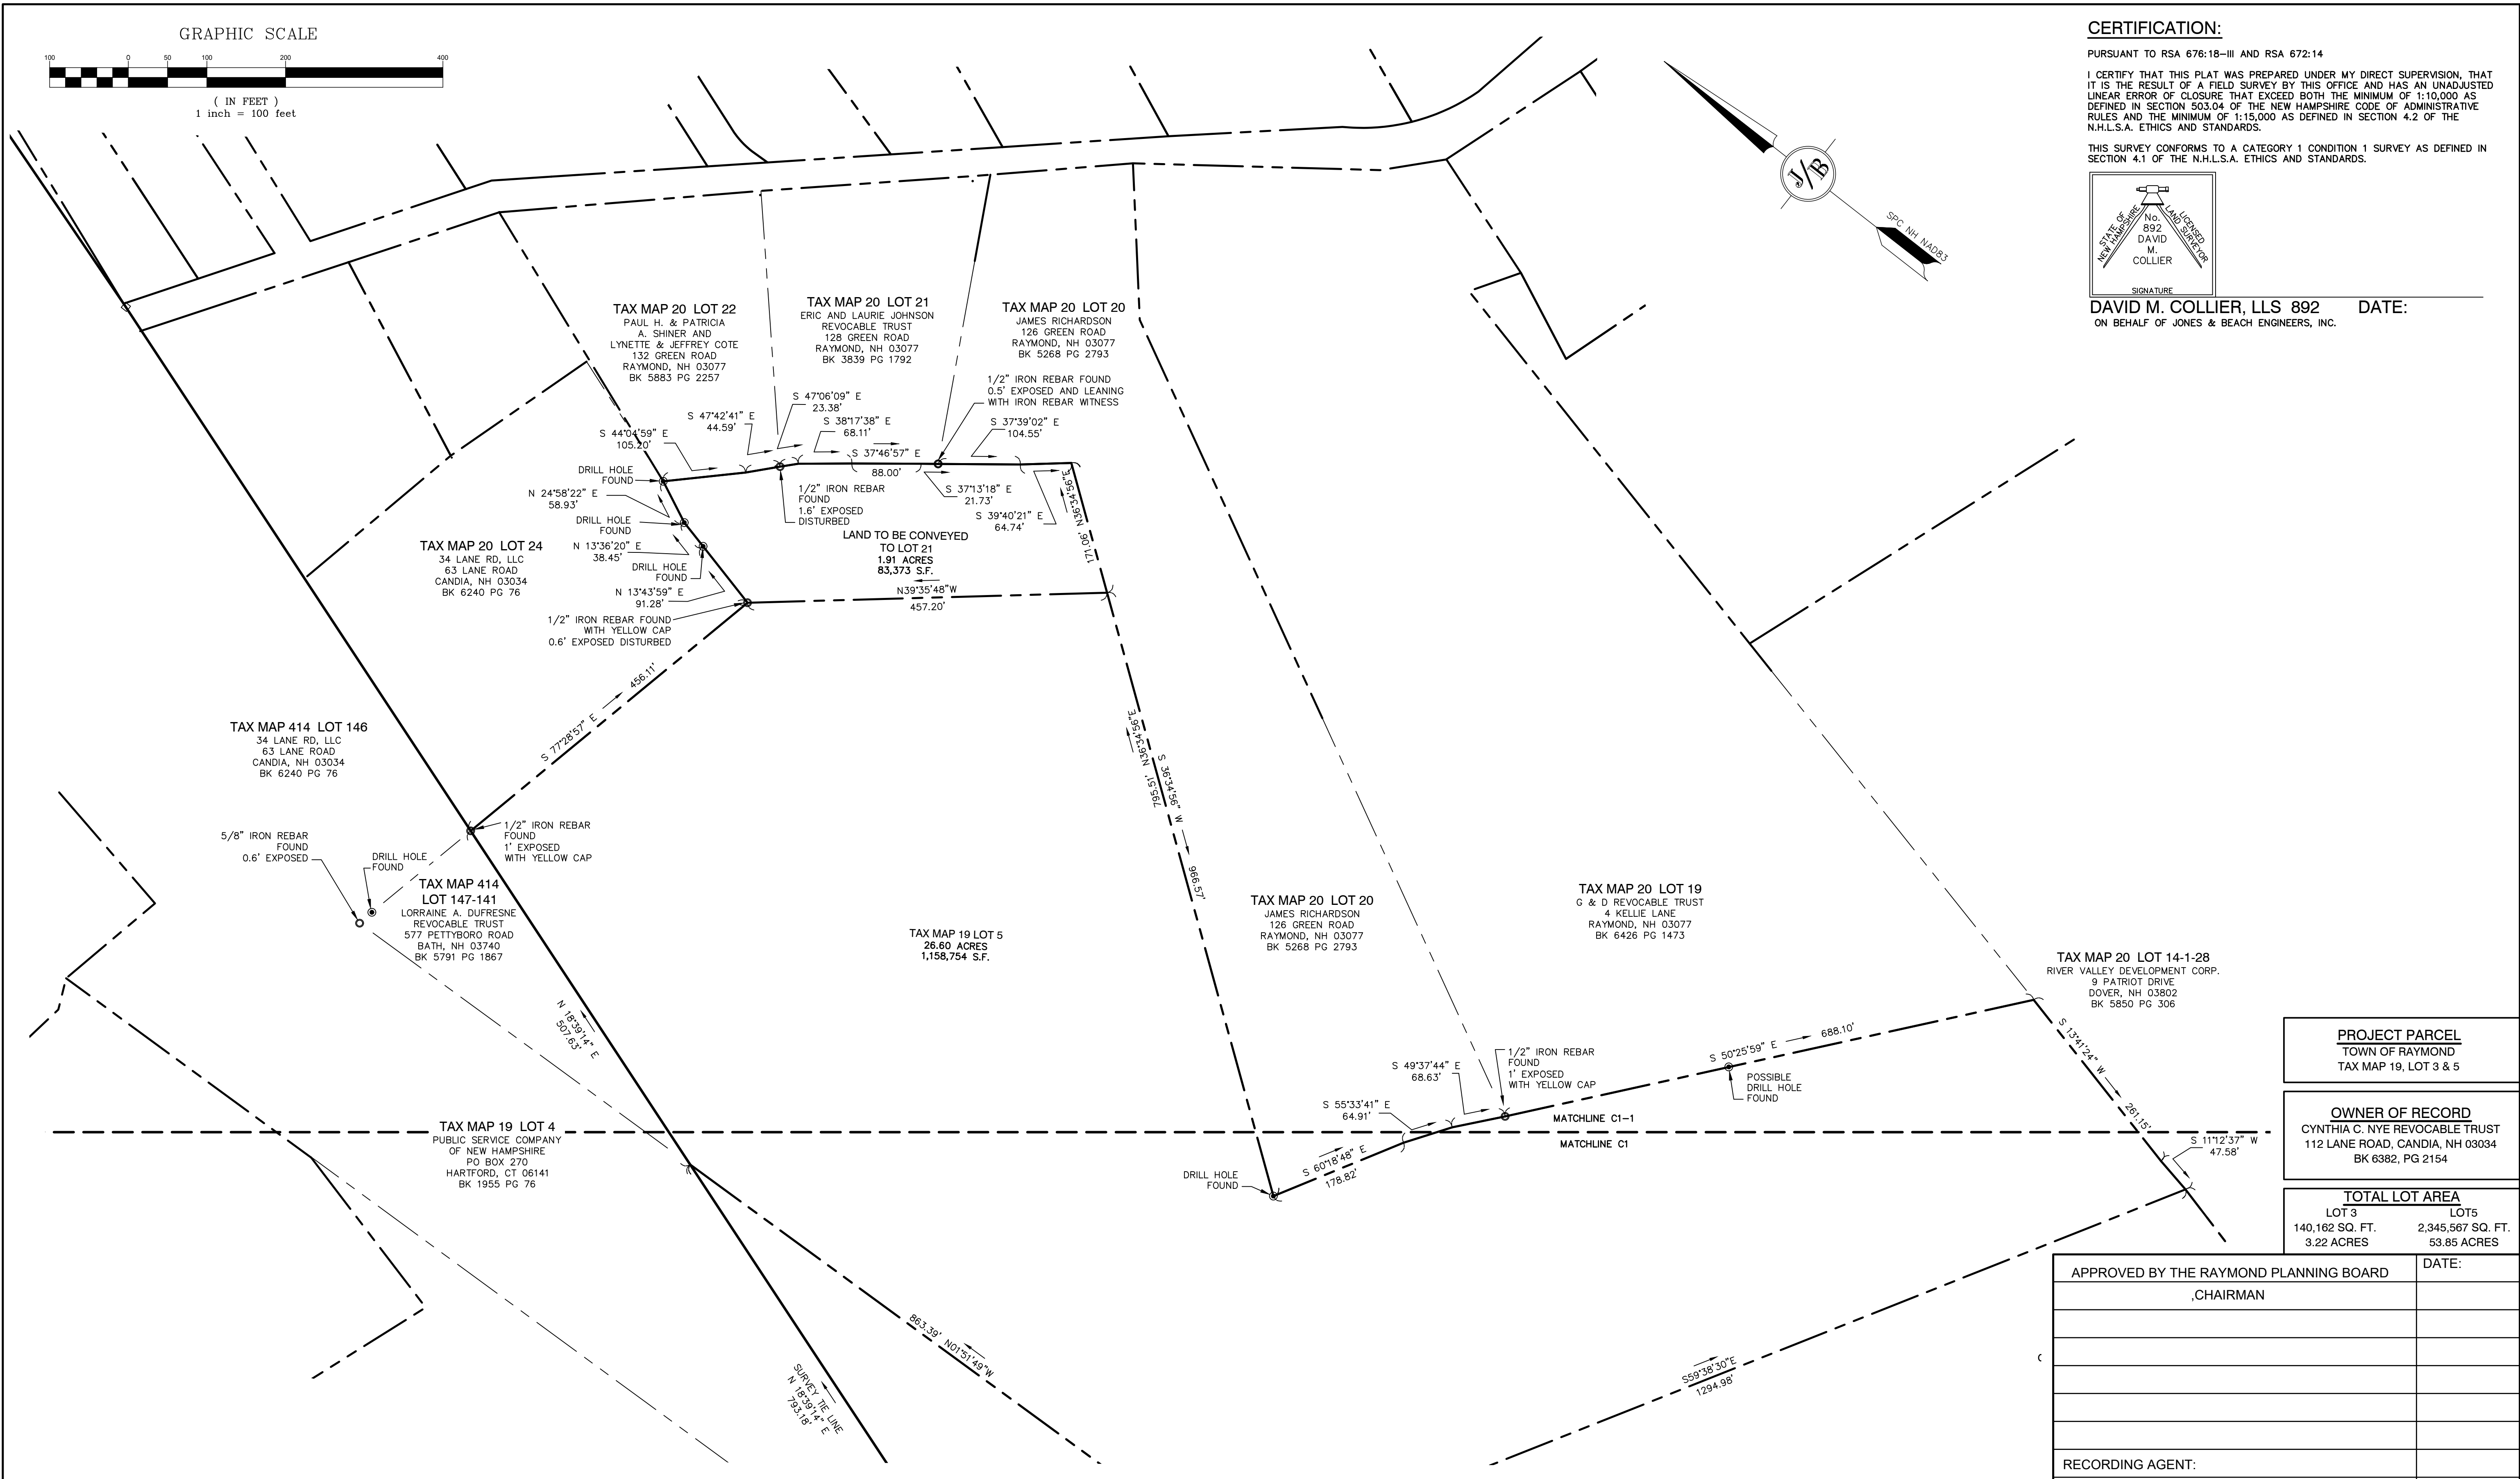 GRAPHIC SCALE
100 0 50 100 200 400
( IN FEET )
1 inch = 100 feet
CERTIFICATION:
PURSUANT TO RSA 676:18-III AND RSA 672:14
I CERTIFY THAT THIS PLAT WAS PREPARED UNDER MY DIRECT SUPERVISION, THAT
IT IS THE RESULT OF A FIELD SURVEY BY THIS OFFICE AND HAS AN UNADJUSTED
LINEAR ERROR OF CLOSURE THAT EXCEED BOTH THE MINIMUM OF 1:10,000 AS
DEFINED IN SECTION 503.04 OF THE NEW HAMPSHIRE CODE OF ADMINISTRATIVE
RULES AND THE MINIMUM OF 1:15,000 AS DEFINED IN SECTION 4.2 OF THE
N.H.L.S.A. ETHICS AND STANDARDS.
THIS SURVEY CONFORMS TO A CATEGORY 1 CONDITION 1 SURVEY AS DEFINED IN
SECTION 4.1 OF THE N.H.L.S.A. ETHICS AND STANDARDS.
STATE OF
NEW HAMPSHIRE
LICENSED
LAND SURVEYOR
No.
892
DAVID
M.
COLLIER
SIGNATURE
DAVID M. COLLIER, LLS 892 DATE:
ON BEHALF OF JONES & BEACH ENGINEERS, INC.
J/B
SPC NH NAD83
TAX MAP 20 LOT 22
PAUL H. & PATRICIA
A. SHINER AND
LYNETTE & JEFFREY COTE
132 GREEN ROAD
RAYMOND, NH 03077
BK 5883 PG 2257
TAX MAP 20 LOT 21
ERIC AND LAURIE JOHNSON
REVOCABLE TRUST
128 GREEN ROAD
RAYMOND, NH 03077
BK 3839 PG 1792
TAX MAP 20 LOT 20
JAMES RICHARDSON
126 GREEN ROAD
RAYMOND, NH 03077
BK 5268 PG 2793
1/2" IRON REBAR FOUND
0.5' EXPOSED AND LEANING
WITH IRON REBAR WITNESS
S 47°06'09" E
23.38'
S 47°42'41" E
44.59'
S 38°17'38" E
68.11'
S 37°39'02" E
104.55'
S 44°04'59" E
105.20'
S 37°46'57" E
88.00'
DRILL HOLE
FOUND
N 24°58'22" E
58.93'
DRILL HOLE
FOUND
1/2" IRON REBAR
FOUND
1.6' EXPOSED
DISTURBED
S 37°13'18" E
21.73'
S 39°40'21" E
64.74'
171.06' N36°34'56"E
LAND TO BE CONVEYED
TO LOT 21
1.91 ACRES
83,373 S.F.
TAX MAP 20 LOT 24
34 LANE RD, LLC
63 LANE ROAD
CANDIA, NH 03034
BK 6240 PG 76
N 13°36'20" E
38.45'
DRILL HOLE
FOUND
N 13°43'59" E
91.28'
N39°35'48"W
457.20'
1/2" IRON REBAR FOUND
WITH YELLOW CAP
0.6' EXPOSED DISTURBED
S 77°28'57" E 456.11'
TAX MAP 414 LOT 146
34 LANE RD, LLC
63 LANE ROAD
CANDIA, NH 03034
BK 6240 PG 76
795.51' N36°34'56"E
S 36°34'56" W 966.57'
5/8" IRON REBAR
FOUND
0.6' EXPOSED
DRILL HOLE
FOUND
1/2" IRON REBAR
FOUND
1' EXPOSED
WITH YELLOW CAP
TAX MAP 414
LOT 147-141
LORRAINE A. DUFRESNE
REVOCABLE TRUST
577 PETTYBORO ROAD
BATH, NH 03740
BK 5791 PG 1867
TAX MAP 19 LOT 5
26.60 ACRES
1,158,754 S.F.
TAX MAP 20 LOT 20
JAMES RICHARDSON
126 GREEN ROAD
RAYMOND, NH 03077
BK 5268 PG 2793
TAX MAP 20 LOT 19
G & D REVOCABLE TRUST
4 KELLIE LANE
RAYMOND, NH 03077
BK 6426 PG 1473
TAX MAP 20 LOT 14-1-28
RIVER VALLEY DEVELOPMENT CORP.
9 PATRIOT DRIVE
DOVER, NH 03802
BK 5850 PG 306
N 18°39'14" E
507.63'
S 49°37'44" E
68.63'
1/2" IRON REBAR
FOUND
1' EXPOSED
WITH YELLOW CAP
S 50°25'59" E 688.10'
POSSIBLE
DRILL HOLE
FOUND
S 13°41'24" W 261.15'
S 55°33'41" E
64.91'
MATCHLINE C1-1
MATCHLINE C1
S 11°12'37" W
47.58'
TAX MAP 19 LOT 4
PUBLIC SERVICE COMPANY
OF NEW HAMPSHIRE
PO BOX 270
HARTFORD, CT 06141
BK 1955 PG 76
DRILL HOLE
FOUND
S 60°18'48" E
178.82'
863.39' N01°51'49"W
SURVEY TIE LINE
N 18°39'14" E
793.18'
S59°38'30"E
1294.98'
PROJECT PARCEL
TOWN OF RAYMOND
TAX MAP 19, LOT 3 & 5
OWNER OF RECORD
CYNTHIA C. NYE REVOCABLE TRUST
112 LANE ROAD, CANDIA, NH 03034
BK 6382, PG 2154
TOTAL LOT AREA
LOT 3 LOT5
140,162 SQ. FT. 2,345,567 SQ. FT.
3.22 ACRES 53.85 ACRES
APPROVED BY THE RAYMOND PLANNING BOARD DATE:
,CHAIRMAN
RECORDING AGENT: